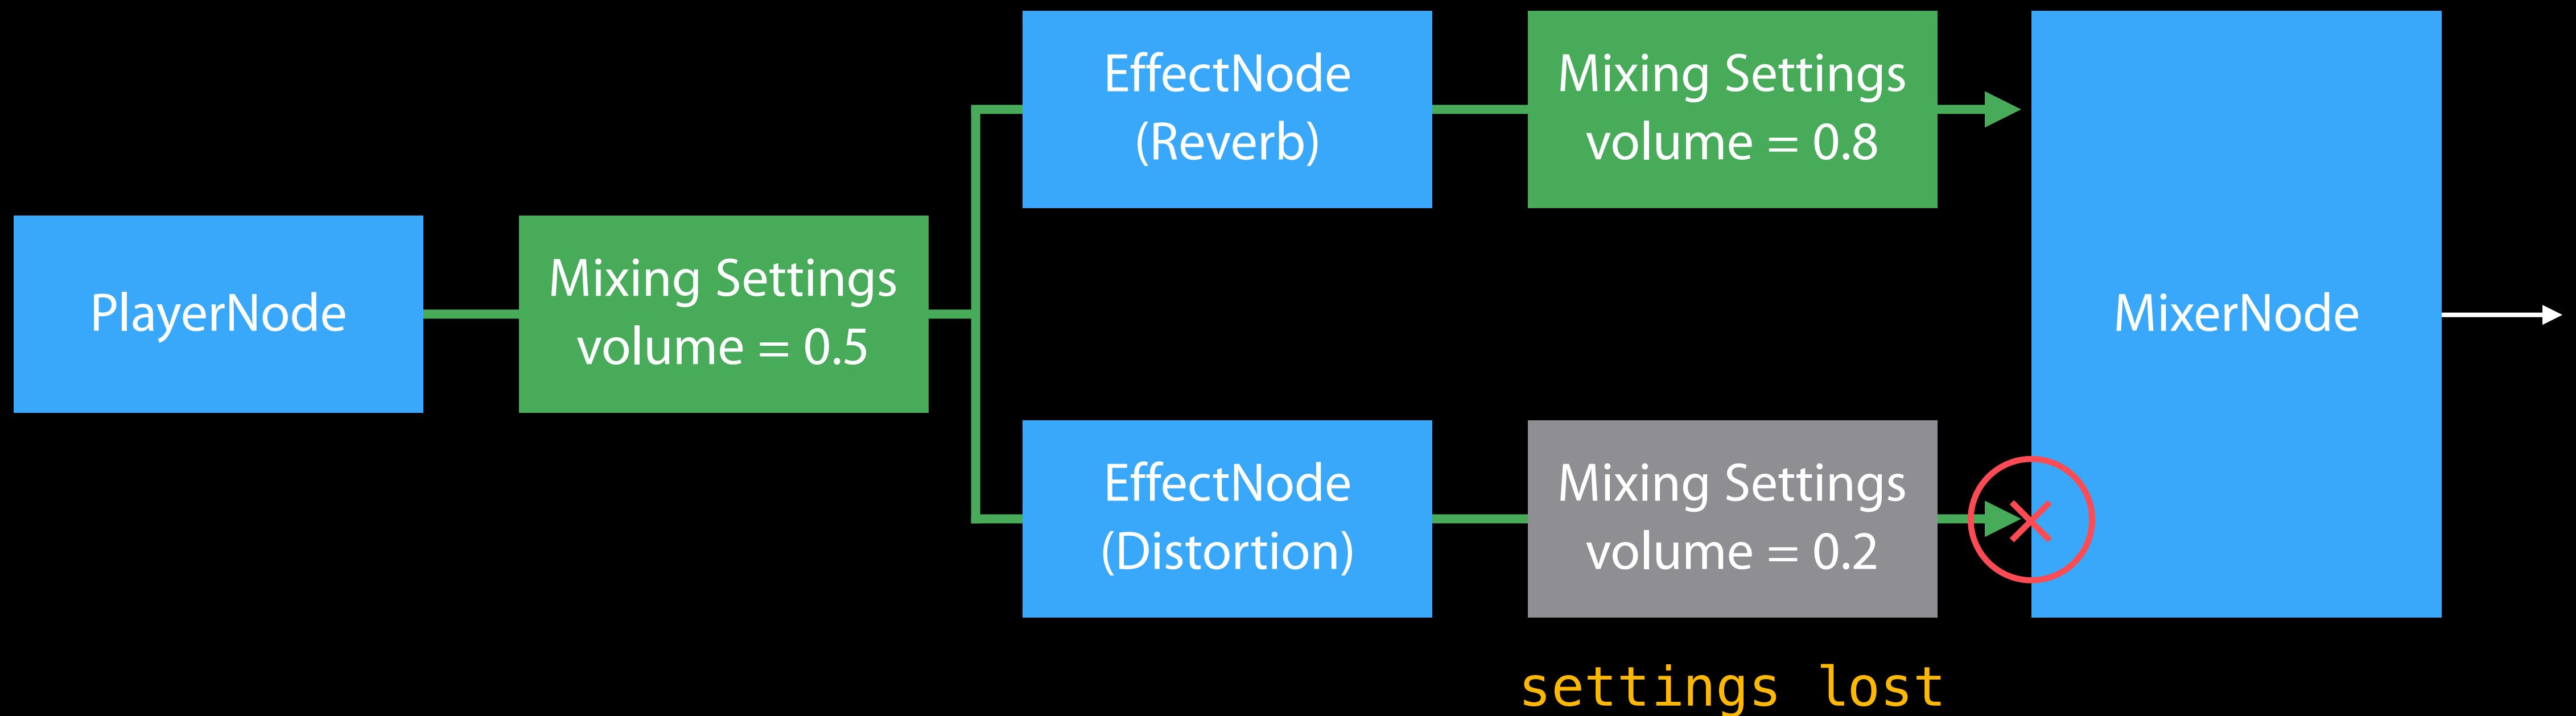 PlayerNode
Mixing Settings
volume = 0.5
EffectNode
(Reverb)
Mixing Settings
volume = 0.8
EffectNode
(Distortion)
Mixing Settings
volume = 0.2
settings lost
MixerNode